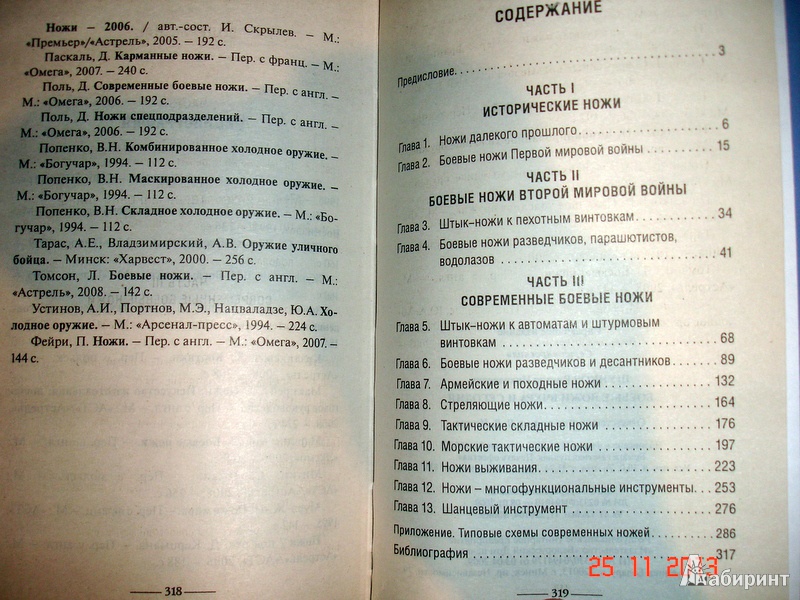 Ножи – 2006. / авт.-сост. И. Скрылев. – М.:
«Премьер»/«Астрель», 2005. – 192 с.
Паскаль, Д. Карманные ножи. – Пер. с франц. – М.:
«Омега», 2007. – 240 с.
Поль, Д. Современные боевые ножи. – Пер. с англ. –
М.: «Омега», 2006. – 192 с.
Поль, Д. Ножи спецподразделений. – Пер. с англ. –
М.: «Омега», 2006. – 192 с.
Попенко, В.Н. Комбинированное холодное оружие. –
М.: «Богучар», 1994. – 112 с.
Попенко, В.Н. Маскированное холодное оружие. –
М.: «Богучар», 1994. – 112 с.
Попенко, В.Н. Складное холодное оружие. – М.: «Бо-
гучар», 1994. – 112 с.
Тарас, А.Е., Владзимирский, А.В. Оружие уличного
бойца. – Минск: «Харвест», 2000. – 256 с.
Томсон, Л. Боевые ножи. – Пер. с англ. – М.:
«Астрель», 2008. – 142 с.
Устинов, А.И., Портнов, М.Э., Нацваладзе, Ю.А. Хо-
лодное оружие. – М.: «Арсенал-пресс», 1994. – 224 с.
Фейри, П. Ножи. – Пер. с англ. – М.: «Омега», 2007. –
144 с.
318
СОДЕРЖАНИЕ
Предисловие. 3
ЧАСТЬ I
ИСТОРИЧЕСКИЕ НОЖИ
Глава 1. Ножи далекого прошлого 6
Глава 2. Боевые ножи Первой мировой войны 15
ЧАСТЬ II
БОЕВЫЕ НОЖИ ВТОРОЙ МИРОВОЙ ВОЙНЫ
Глава 3. Штык-ножи к пехотным винтовкам 34
Глава 4. Боевые ножи разведчиков, парашютистов,
водолазов 41
ЧАСТЬ III
СОВРЕМЕННЫЕ БОЕВЫЕ НОЖИ
Глава 5. Штык-ножи к автоматам и штурмовым
винтовкам 68
Глава 6. Боевые ножи разведчиков и десантников 89
Глава 7. Армейские и походные ножи 132
Глава 8. Стреляющие ножи 164
Глава 9. Тактические складные ножи 176
Глава 10. Морские тактические ножи 197
Глава 11. Ножи выживания 223
Глава 12. Ножи – многофункциональные инструменты 253
Глава 13. Шанцевый инструмент 276
Приложение. Типовые схемы современных ножей 286
Библиография 317
25 11 2013
319
Лабиринт.ру